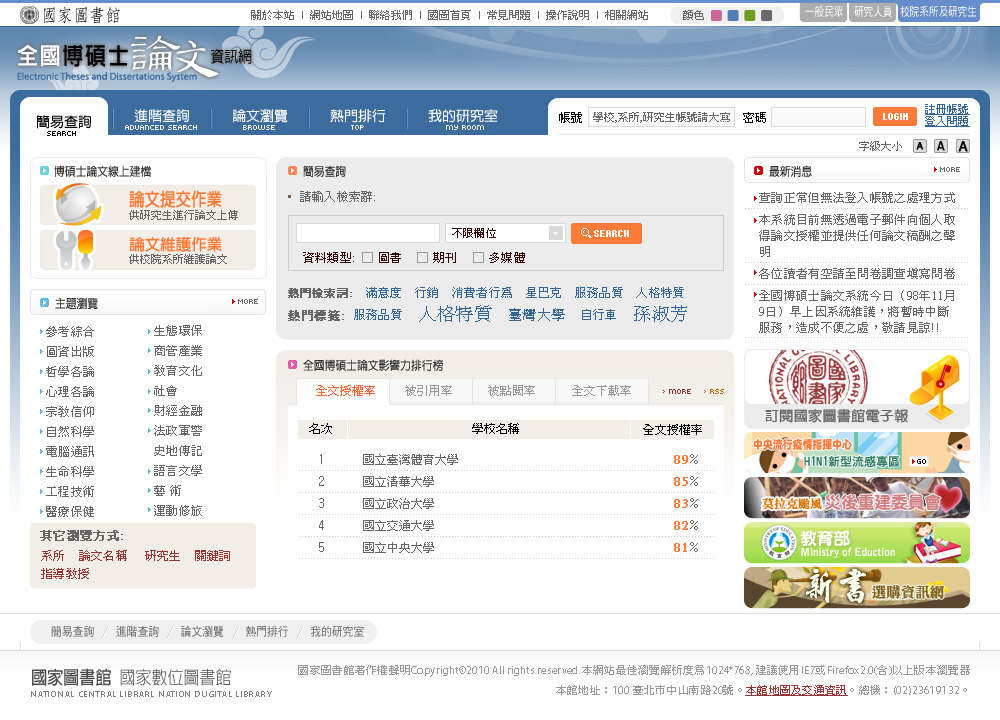 國家圖書館
關於本站 | 網站地圖 | 聯絡我們 | 國圖首頁 | 常見問題 | 操作說明 | 相關網站
顏色
一般民眾 研究人員 校院系所及研究生
全國博碩士論文資訊網
Electronic Theses and Dissertations System
簡易查詢
SEARCH
進階查詢
ADVANCED SEARCH
論文瀏覽
BROWSE
熱門排行
TOP
我的研究室
MY ROOM
帳號 學校,系所,研究生帳號請大寫 密碼 LOGIN
註冊帳號
登入問題
字級大小 A A A
博碩士論文線上建檔
論文提交作業
供研究生進行論文上傳
論文維護作業
供校院系所維護論文
主題瀏覽 MORE
參考綜合 生態環保
圖資出版 商管產業
哲學各論 教育文化
心理各論 社會
宗教信仰 財經金融
自然科學 法政軍警
電腦通訊 史地傳記
生命科學 語言文學
工程技術 藝術
醫療保健 運動修旅
其它瀏覽方式:
系所 論文名稱 研究生 關鍵詞
指導教授
簡易查詢
請輸入檢索辭:
不限欄位 SEARCH
資料類型: 圖書 期刊 多媒體
熱門檢索詞: 滿意度 行銷 消費者行為 星巴克 服務品質 人格特質
熱門標籤: 服務品質 人格特質 臺灣大學 自行車 孫淑芳
全國博碩士論文影響力排行榜
全文授權率 被引用率 被點閱率 全文下載率 MORE RSS
名次 學校名稱 全文授權率
1 國立臺灣體育大學 89%
2 國立清華大學 85%
3 國立政治大學 83%
4 國立交通大學 82%
5 國立中央大學 81%
最新消息 MORE
查詢正常但無法登入帳號之處理方式
本系統目前無透過電子郵件向個人取
得論文授權並提供任何論文稿酬之聲
明
各位讀者有空請至問卷調查填寫問卷
全國博碩士論文系統今日（98年11月
9日）早上因系統維護，將暫時中斷
服務，造成不便之處，敬請見諒!!
訂閱國家圖書館電子報
中央流行疫情指揮中心
H1N1新型流感專區 GO
莫拉克颱風 災後重建委員會
教育部
Ministry of Eduction
新書選購資訊網
簡易查詢 / 進階查詢 / 論文瀏覽 / 熱門排行 / 我的研究室
國家圖書館 國家數位圖書館
NATIONAL CENTRAL LIBRARL NATION DUGITAL LIBRARY
國家圖書館著作權聲明Copyright©2010 All rights reserved.本網站最佳瀏覽解析度為1024*768, 建議使用IE7或Firefox2.0(含)以上版本瀏覽器
本館地址：100 臺北市中山南路20號。本館地圖及交通資訊。總機：(02)23619132。